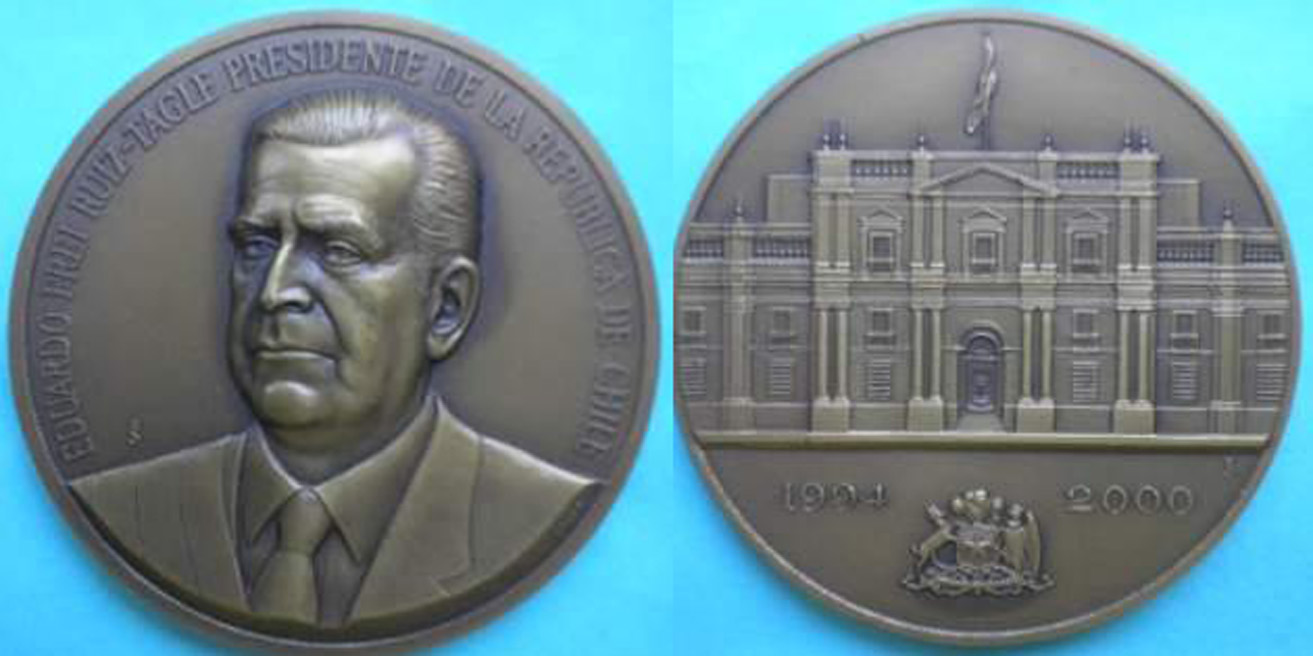 EDUARDO FREI RUIZ-TAGLE PRESIDENTE DE LA REPUBLICA DE CHILE
1994 2000